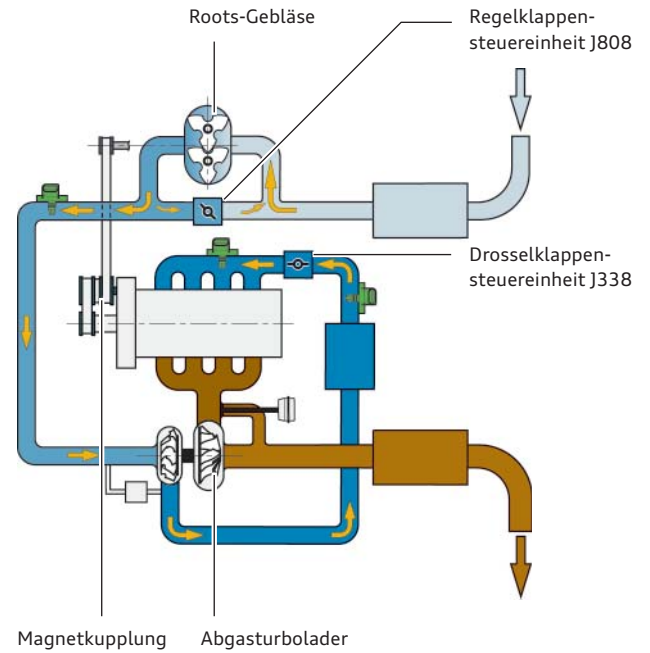 Roots-Gebläse
Regelklappen-
steuereinheit J808
Drosselklappen-
steuereinheit J338
Magnetkupplung
Abgasturbolader